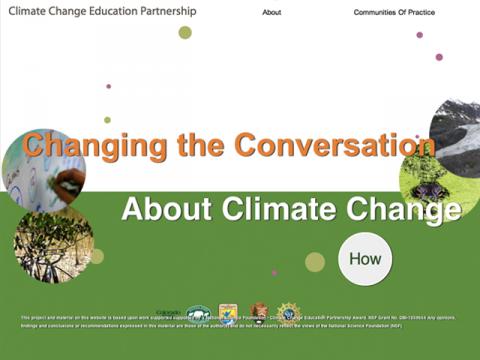 Climate Change Education Partnership
About
Communities Of Practice
Changing the Conversation
About Climate Change
How
Colorado
This project and material on this website is based upon work supported supported by a National Science Foundation - Climate Change Education Partnership Award, NSF Grant No. Any opinions,
findings and conclusions or recommendations expressed in this material are those of the author(s) and do not necessarily reflect the views of the National Science Foundation (NSF)